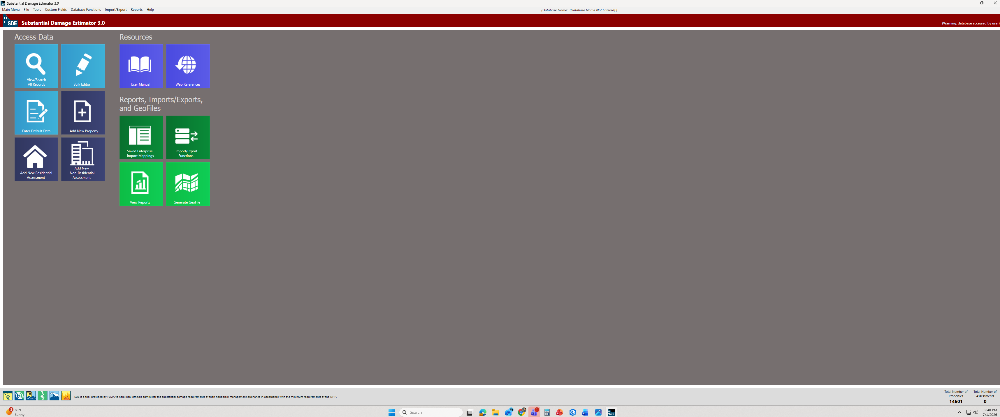 Substantial Damage Estimator 3.0
Main Menu File Tools Custom Fields Database Functions Import/Export Reports Help
(Database Name: (Database Name Not Entered) )
SDE Substantial Damage Estimator 3.0
(Warning: database accessed by user)
Access Data
View/Search
All Records
Bulk Editor
Enter Default Data
Add New Property
Add New Residential
Assessment
Add New
Non-Residential
Assessment
Resources
User Manual
Web References
Reports, Imports/Exports,
and GeoFiles
Saved Enterprise
Import Mappings
Import/Export
Functions
View Reports
Generate GeoFile
SDE is a tool provided by FEMA to help local officials administer the substantial damage requirements of their floodplain management ordinance in accordance with the minimum requirements of the NFIP.
Total Number of
Properties
14601
Total Number of
Assessments
0
2
89°F
Sunny
Search
1
SDE
2:40 PM
7/1/2026